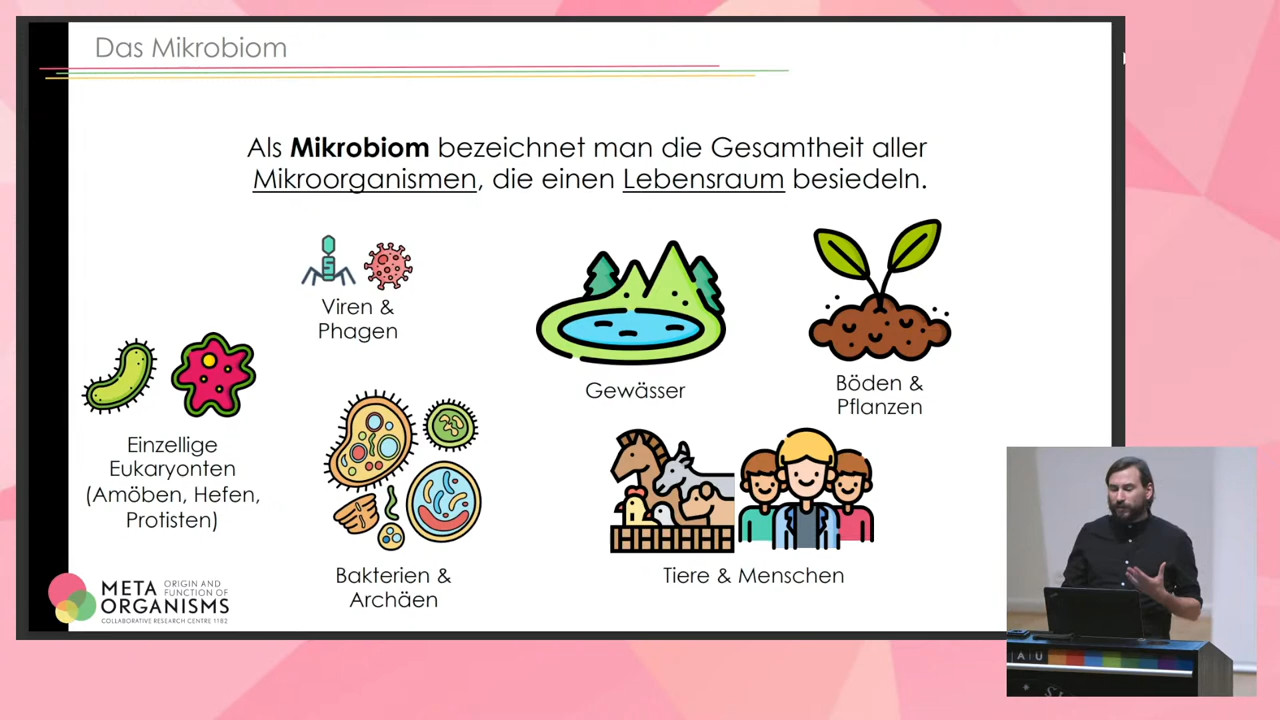 Das Mikrobiom
Als Mikrobiom bezeichnet man die Gesamtheit aller
Mikroorganismen, die einen Lebensraum besiedeln.
Viren &
Phagen
Einzellige
Eukaryonten
(Amöben, Hefen,
Protisten)
Bakterien &
Archäen
Gewässer
Böden &
Pflanzen
Tiere & Menschen
META
ORGANISMS
ORIGIN AND
FUNCTION OF
COLLABORATIVE RESEARCH CENTRE 1182
AU